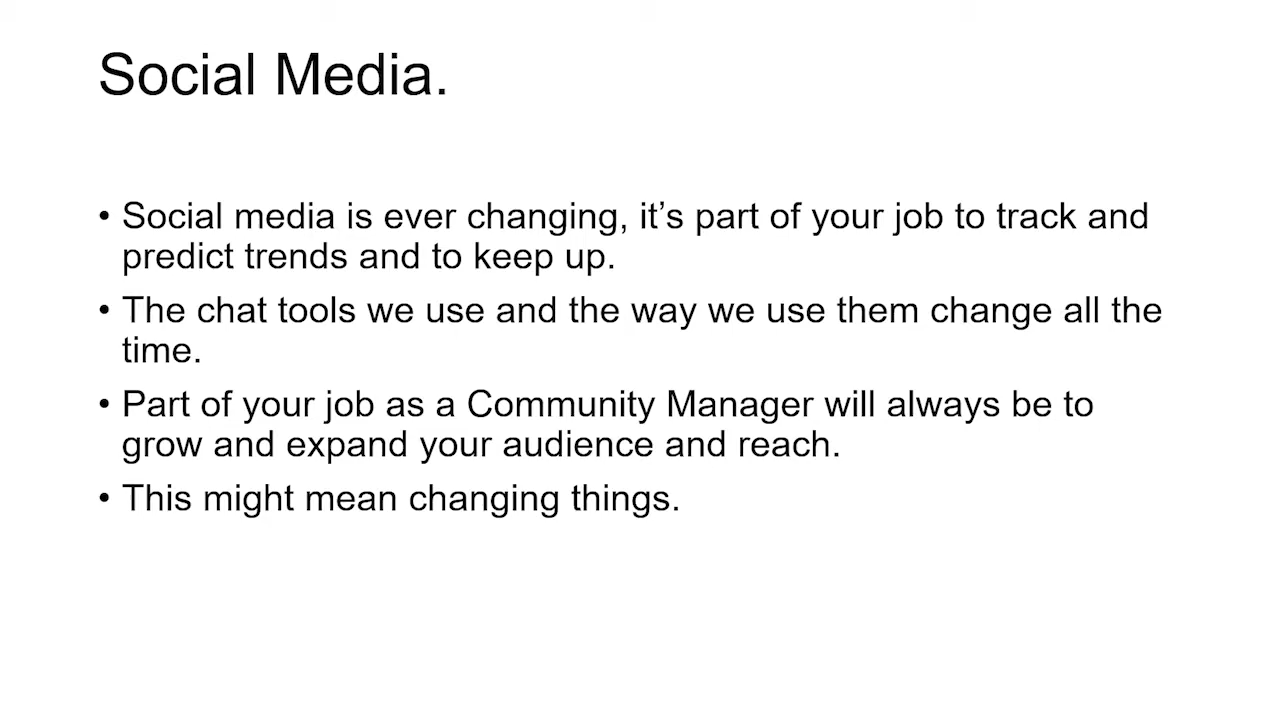 Social Media.
• Social media is ever changing, it’s part of your job to track and
predict trends and to keep up.
• The chat tools we use and the way we use them change all the
time.
• Part of your job as a Community Manager will always be to
grow and expand your audience and reach.
• This might mean changing things.